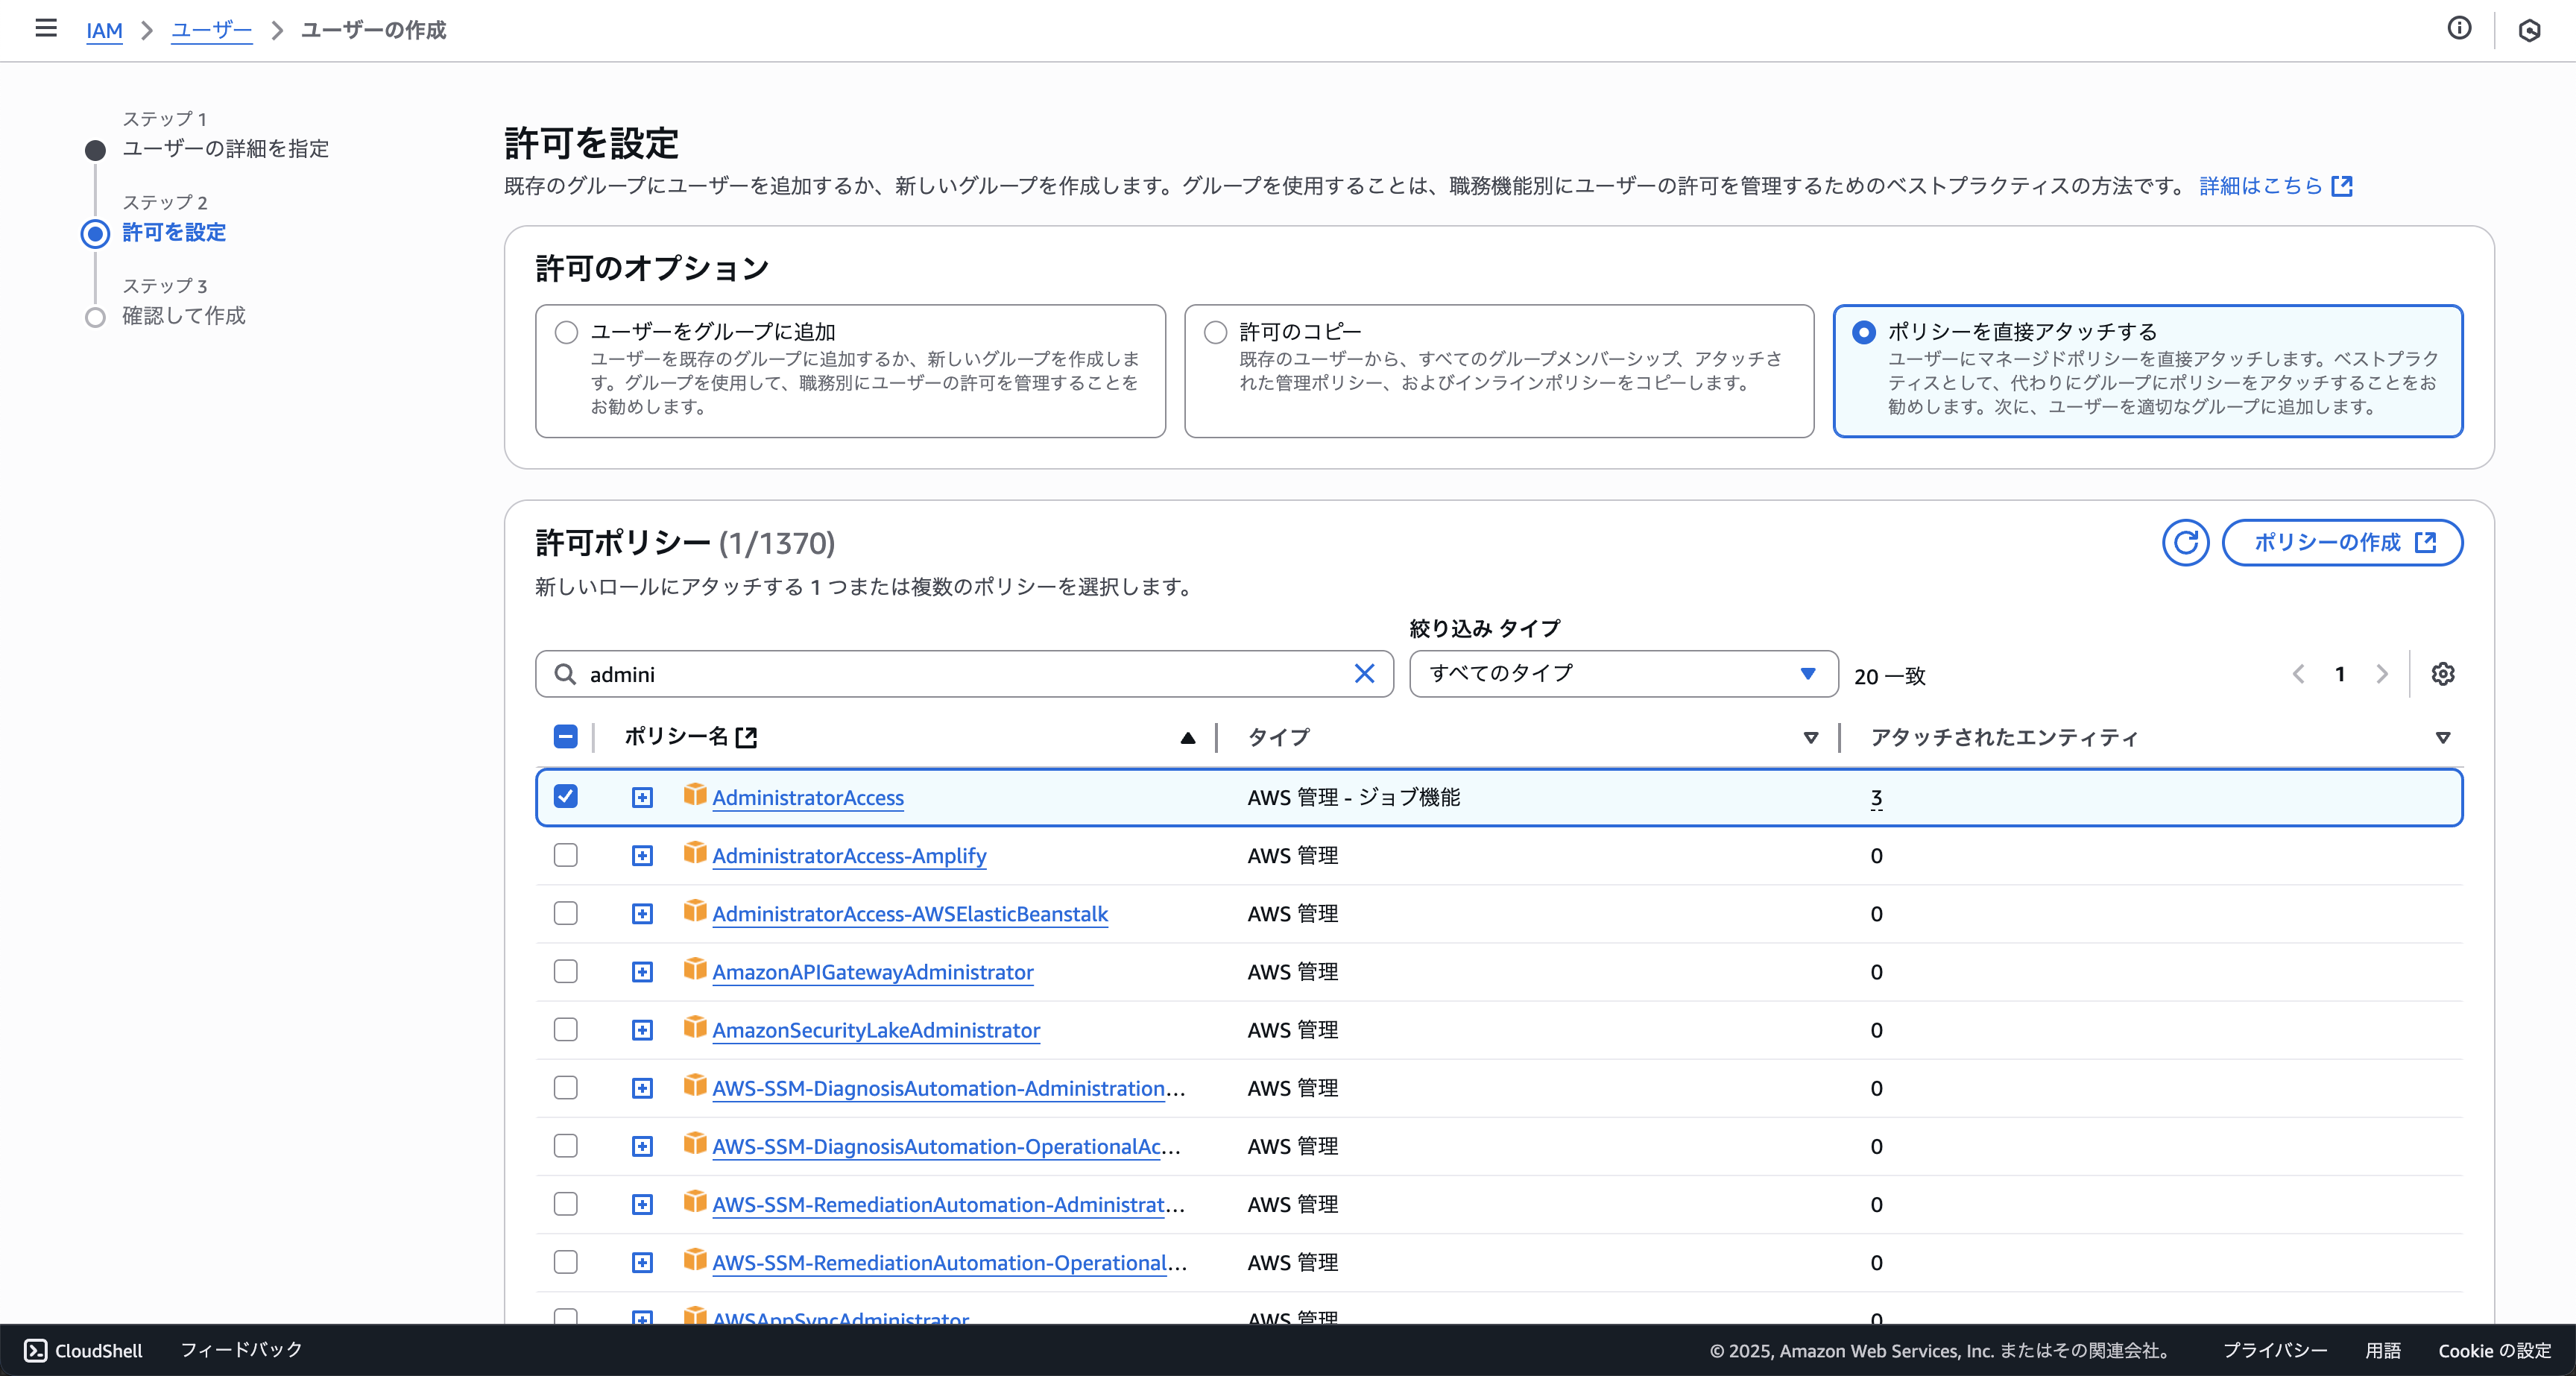 IAM > ユーザー > ユーザーの作成
ステップ 1
ユーザーの詳細を指定
ステップ 2
許可を設定
ステップ 3
確認して作成
許可を設定
既存のグループにユーザーを追加するか、新しいグループを作成します。グループを使用することは、職務機能別にユーザーの許可を管理するためのベストプラクティスの方法です。 詳細はこちら
許可のオプション
ユーザーをグループに追加
ユーザーを既存のグループに追加するか、新しいグループを作成しま
す。グループを使用して、職務別にユーザーの許可を管理することを
お勧めします。
許可のコピー
既存のユーザーから、すべてのグループメンバーシップ、アタッチさ
れた管理ポリシー、およびインラインポリシーをコピーします。
ポリシーを直接アタッチする
ユーザーにマネージドポリシーを直接アタッチします。ベストプラク
ティスとして、代わりにグループにポリシーをアタッチすることをお
勧めします。次に、ユーザーを適切なグループに追加します。
許可ポリシー (1/1370)
ポリシーの作成
新しいロールにアタッチする 1 つまたは複数のポリシーを選択します。
絞り込み タイプ
admini
すべてのタイプ
20 一致
1
ポリシー名 タイプ アタッチされたエンティティ
AdministratorAccess AWS 管理 - ジョブ機能 3
AdministratorAccess-Amplify AWS 管理 0
AdministratorAccess-AWSElasticBeanstalk AWS 管理 0
AmazonAPIGatewayAdministrator AWS 管理 0
AmazonSecurityLakeAdministrator AWS 管理 0
AWS-SSM-DiagnosisAutomation-Administration... AWS 管理 0
AWS-SSM-DiagnosisAutomation-OperationalAc... AWS 管理 0
AWS-SSM-RemediationAutomation-Administrat... AWS 管理 0
AWS-SSM-RemediationAutomation-Operational... AWS 管理 0
AWSAppSyncAdministrator AWS 管理 0
CloudShell フィードバック © 2025, Amazon Web Services, Inc. またはその関連会社。 プライバシー 用語 Cookie の設定